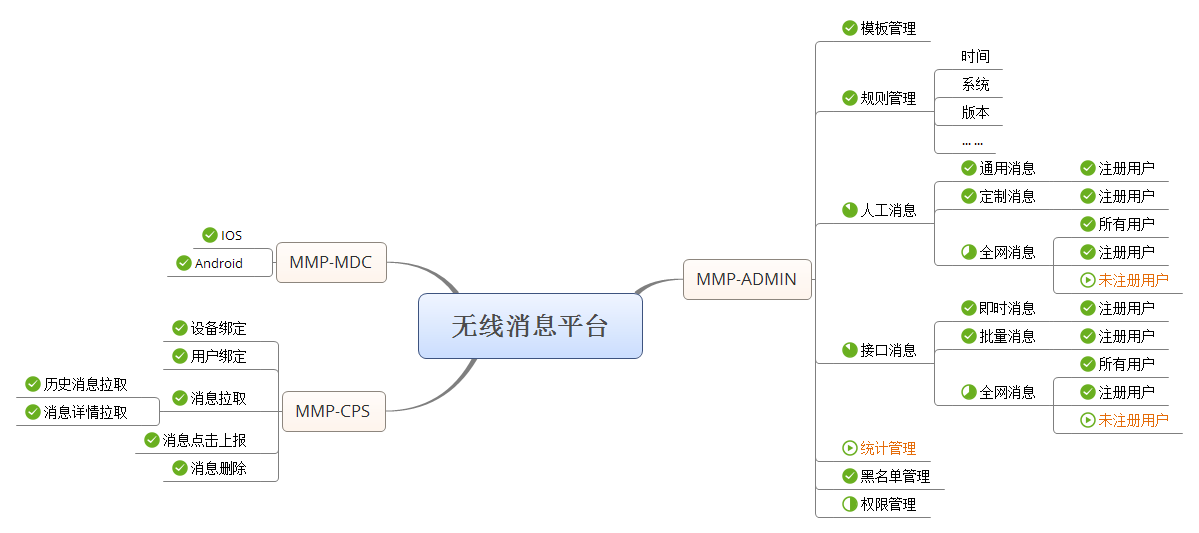 无线消息平台
MMP-MDC
IOS
Android
MMP-CPS
设备绑定
用户绑定
消息拉取
历史消息拉取
消息详情拉取
消息点击上报
消息删除
MMP-ADMIN
模板管理
规则管理
时间
系统
版本
... ...
人工消息
通用消息
注册用户
定制消息
注册用户
全网消息
所有用户
注册用户
未注册用户
接口消息
即时消息
注册用户
批量消息
注册用户
全网消息
所有用户
注册用户
未注册用户
统计管理
黑名单管理
权限管理